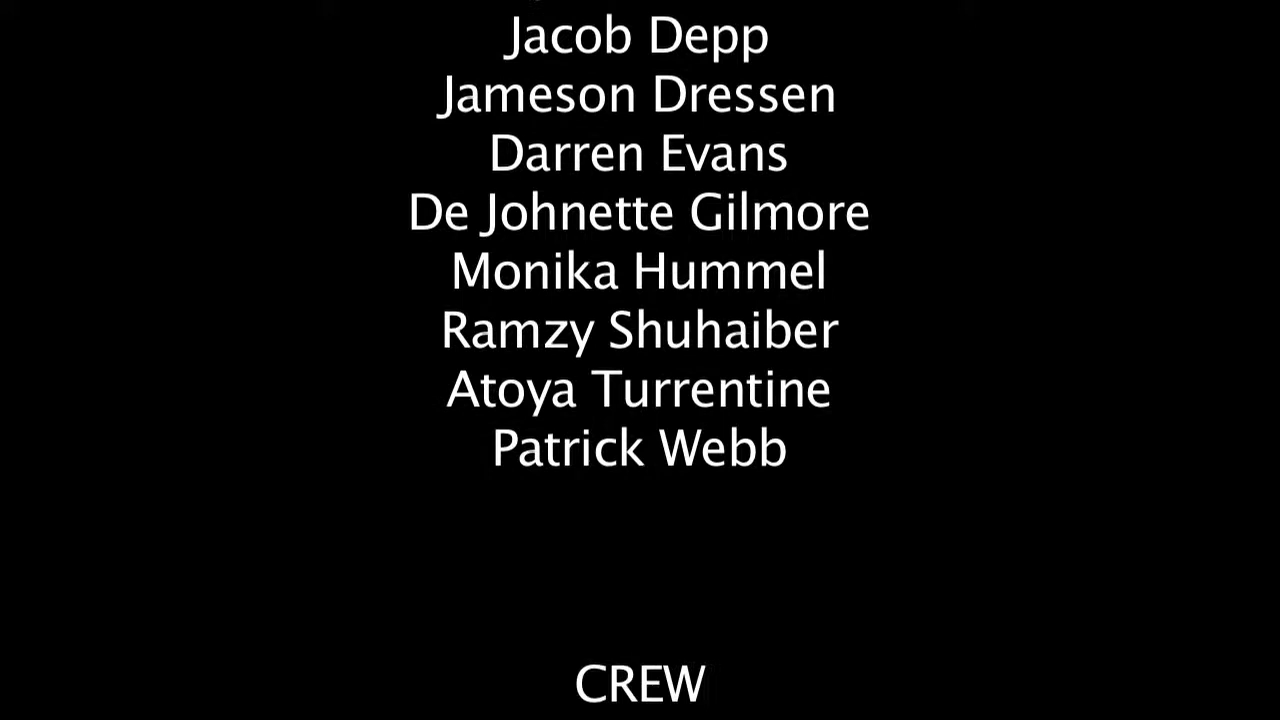 Jacob Depp
Jameson Dressen
Darren Evans
De Johnette Gilmore
Monika Hummel
Ramzy Shuhaiber
Atoya Turrentine
Patrick Webb
CREW